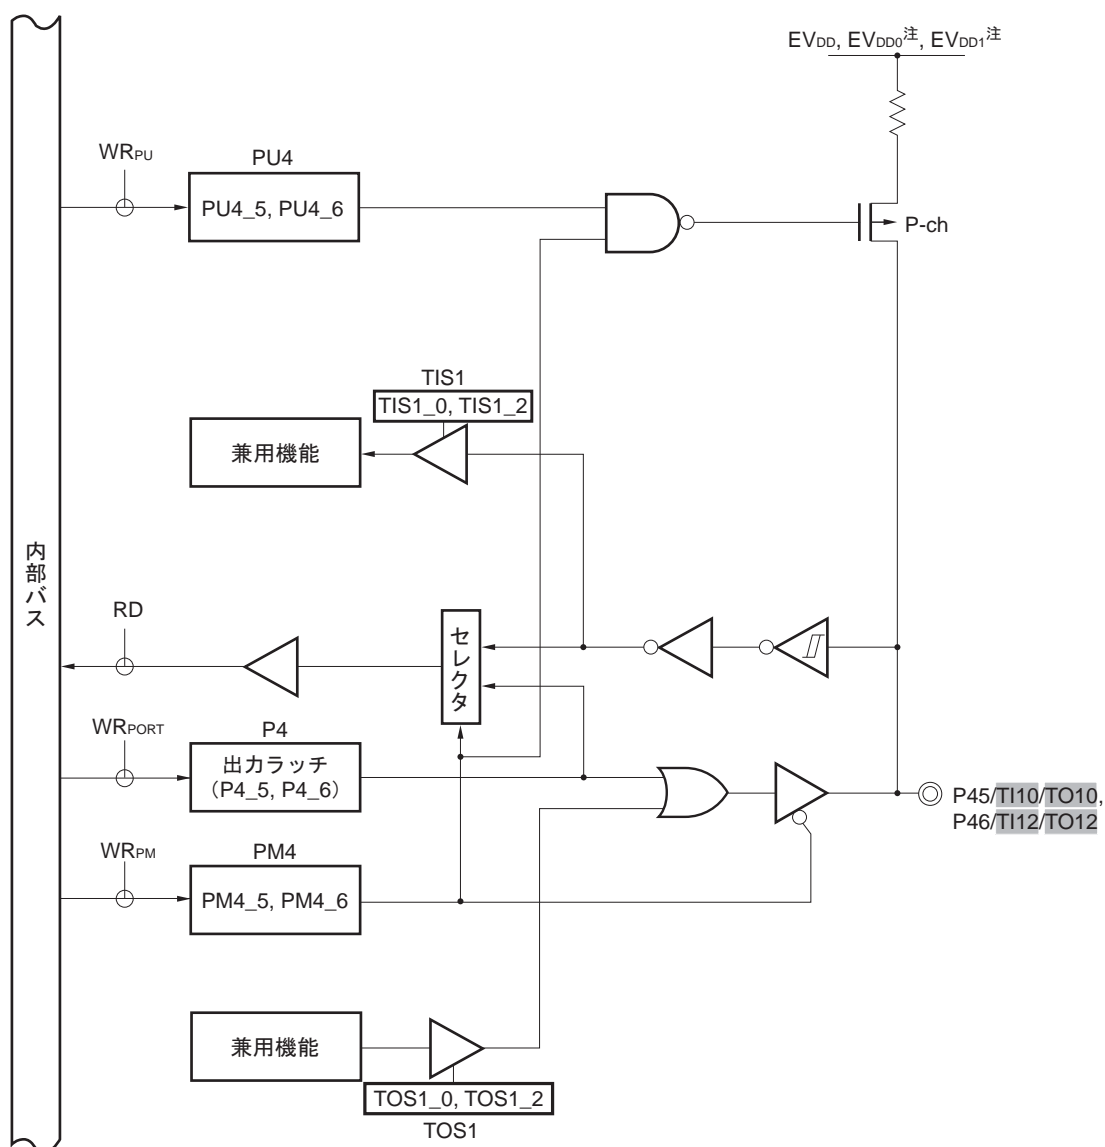 EVDD, EVDD0注, EVDD1注
WRPU
PU4
PU4_5, PU4_6
P-ch
TIS1
TIS1_0, TIS1_2
兼用機能
内部バス
RD
セレクタ
WRPORT
P4
出力ラッチ
(P4_5, P4_6)
P45/TI10/TO10,
P46/TI12/TO12
WRPM
PM4
PM4_5, PM4_6
兼用機能
TOS1_0, TOS1_2
TOS1